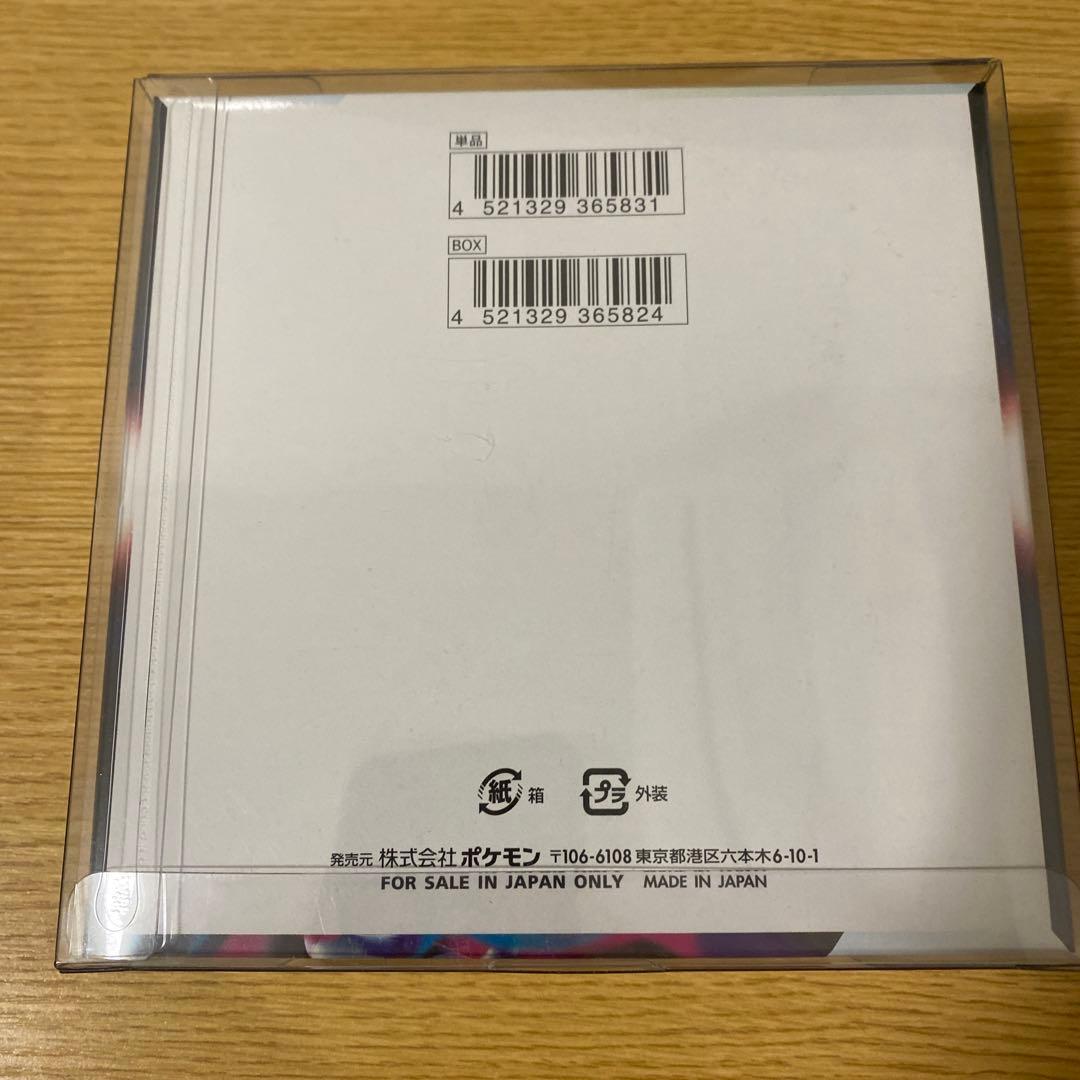 単品
4 521329 365831
BOX
4 521329 365824
紙 箱 プラ 外装
発売元 株式会社 ポケモン 〒106-6108 東京都港区六本木6-10-1
FOR SALE IN JAPAN ONLY MADE IN JAPAN